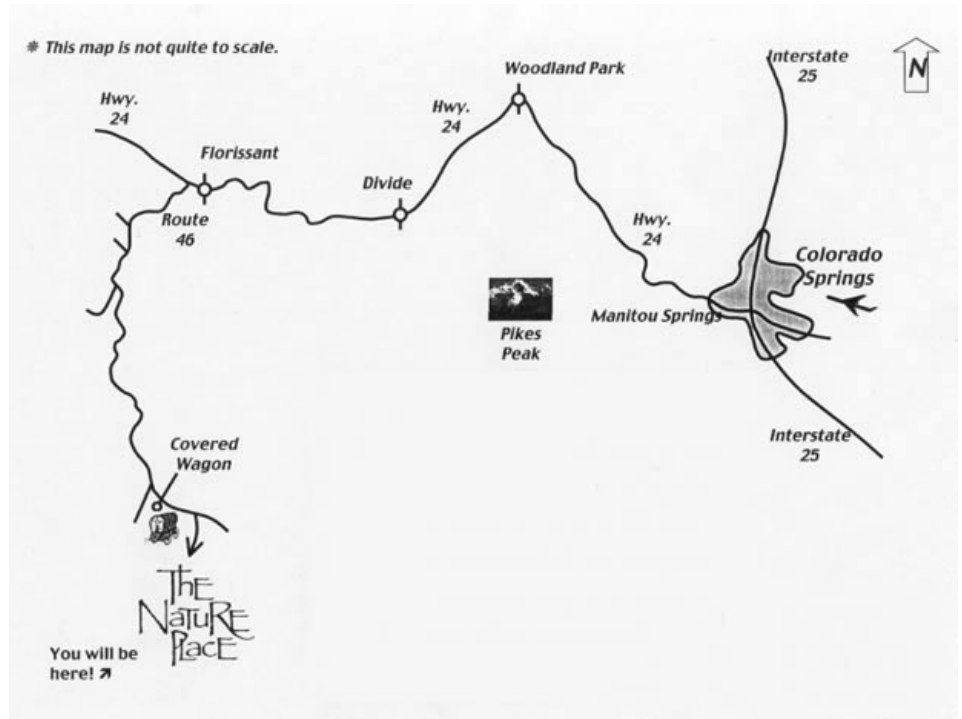 * This map is not quite to scale.
Interstate
25
N
Woodland Park
Hwy.
24
Hwy.
24
Florissant
Divide
Route
46
Hwy.
24
Colorado
Springs
Manitou Springs
Pikes
Peak
Interstate
25
Covered
Wagon
The
Nature
Place
You will be
here!